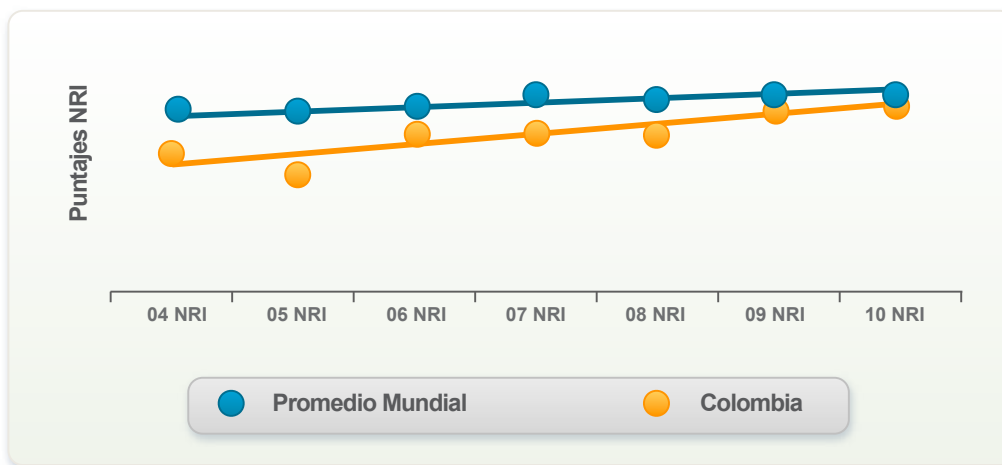 Puntajes NRI
04 NRI 05 NRI 06 NRI 07 NRI 08 NRI 09 NRI 10 NRI
Promedio Mundial Colombia